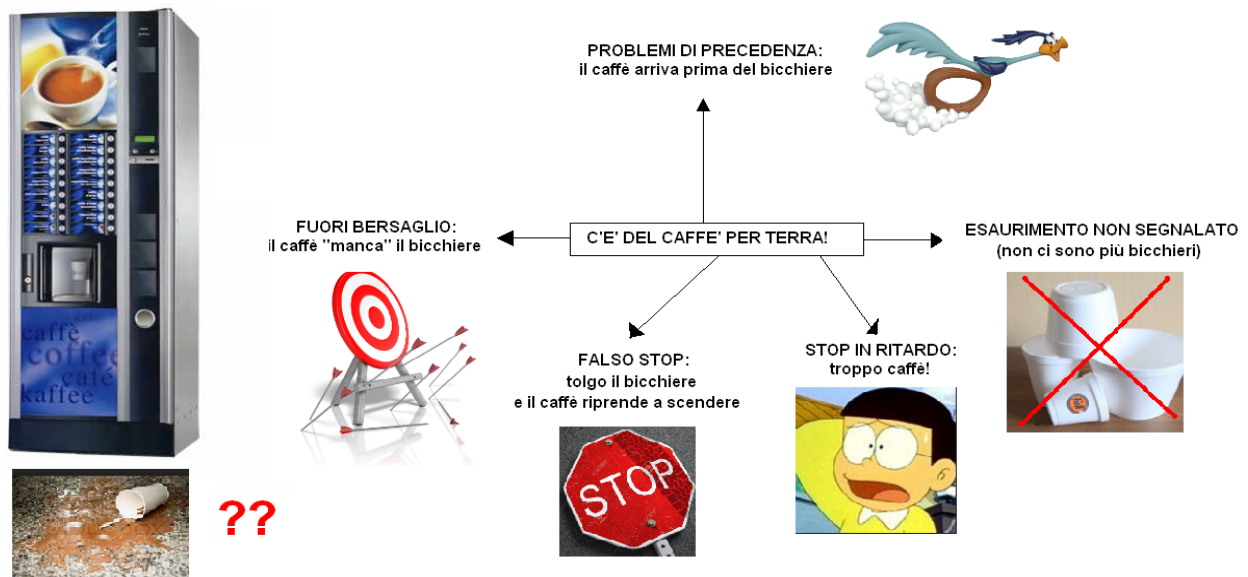 PROBLEMI DI PRECEDENZA:
il caffè arriva prima del bicchiere
FUORI BERSAGLIO:
il caffè "manca" il bicchiere
C'E' DEL CAFFE' PER TERRA!
ESAURIMENTO NON SEGNALATO
(non ci sono più bicchieri)
FALSO STOP:
tolgo il bicchiere
e il caffè riprende a scendere
STOP IN RITARDO:
troppo caffè!
STOP
caffè
coffee
café
kaffee
??